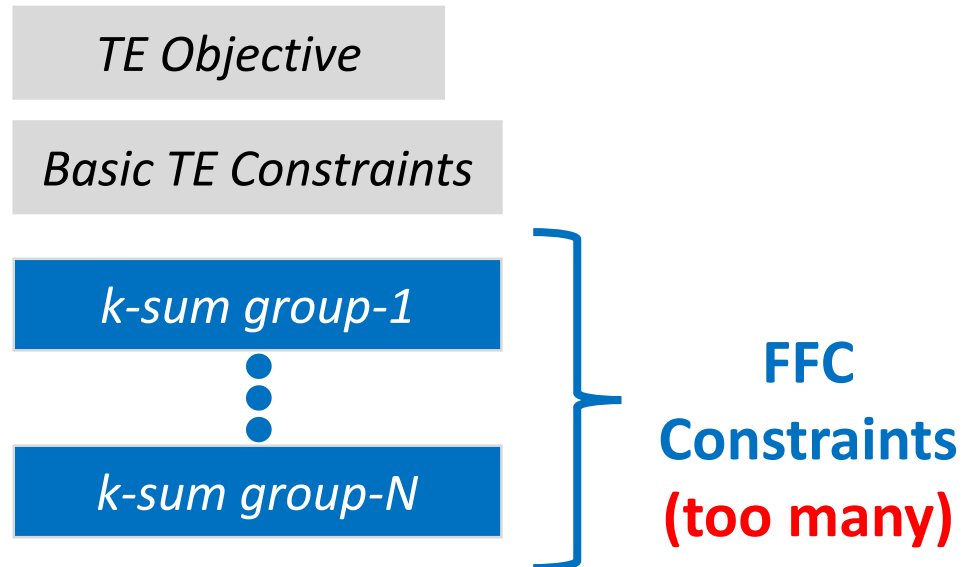 TE Objective
Basic TE Constraints
k-sum group-1
k-sum group-N
FFC
Constraints
(too many)